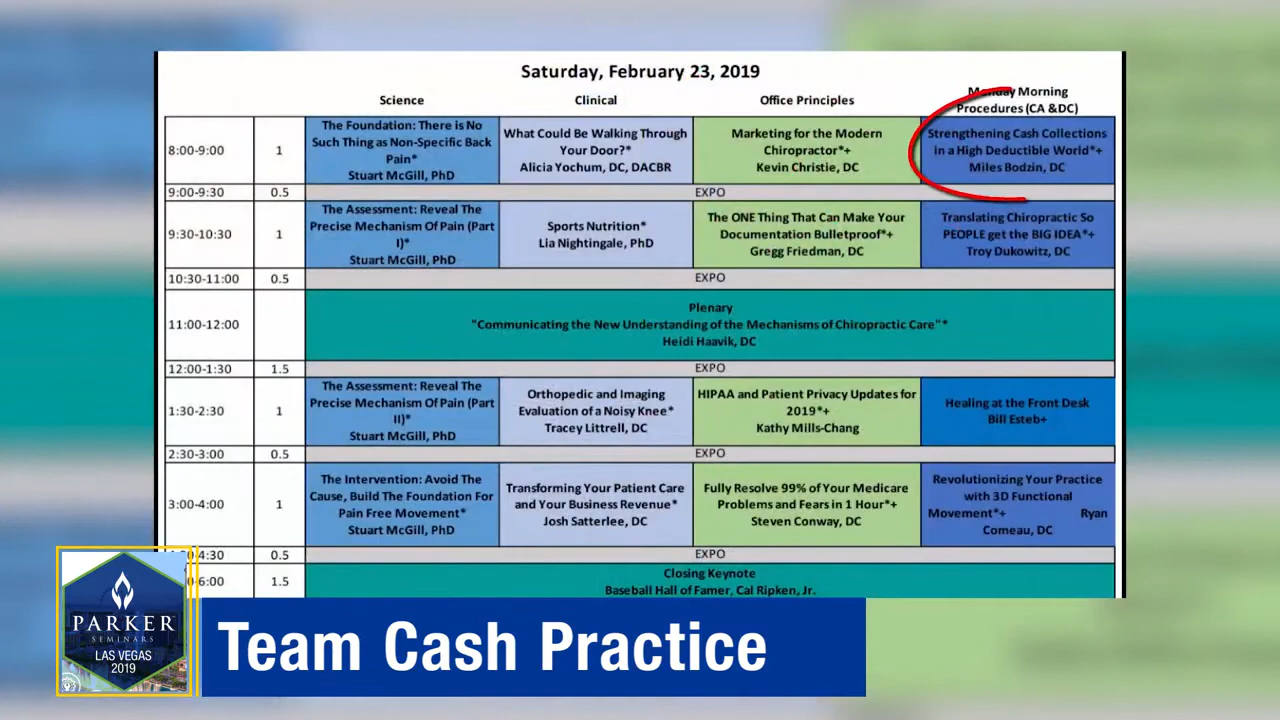 Saturday, February 23, 2019
Science
Clinical
Office Principles
Monday Morning
Procedures (CA &DC)
8:00-9:00
1
The Foundation: There is No
Such Thing as Non-Specific Back
Pain*
Stuart McGill, PhD
What Could Be Walking Through
Your Door?*
Alicia Yochum, DC, DACBR
Marketing for the Modern
Chiropractor*+
Kevin Christie, DC
Strengthening Cash Collections
in a High Deductible World*+
Miles Bodzin, DC
9:00-9:30
0.5
EXPO
9:30-10:30
1
The Assessment: Reveal The
Precise Mechanism Of Pain (Part
I)*
Stuart McGill, PhD
Sports Nutrition*
Lia Nightingale, PhD
The ONE Thing That Can Make Your
Documentation Bulletproof*+
Gregg Friedman, DC
Translating Chiropractic So
PEOPLE get the BIG IDEA*+
Troy Dukowitz, DC
10:30-11:00
0.5
EXPO
11:00-12:00
Plenary
"Communicating the New Understanding of the Mechanisms of Chiropractic Care"*
Heidi Haavik, DC
12:00-1:30
1.5
EXPO
1:30-2:30
1
The Assessment: Reveal The
Precise Mechanism Of Pain (Part
II)*
Stuart McGill, PhD
Orthopedic and Imaging
Evaluation of a Noisy Knee*
Tracey Littrell, DC
HIPAA and Patient Privacy Updates for
2019*+
Kathy Mills-Chang
Healing at the Front Desk
Bill Esteb+
2:30-3:00
0.5
EXPO
3:00-4:00
1
The Intervention: Avoid The
Cause, Build The Foundation For
Pain Free Movement*
Stuart McGill, PhD
Transforming Your Patient Care
and Your Business Revenue*
Josh Satterlee, DC
Fully Resolve 99% of Your Medicare
Problems and Fears in 1 Hour*+
Steven Conway, DC
Revolutionizing Your Practice
with 3D Functional
Movement*+ Ryan
Comeau, DC
4:30
0.5
EXPO
6:00
1.5
Closing Keynote
Baseball Hall of Famer, Cal Ripken, Jr.
PARKER
SEMINARS
LAS VEGAS
2019
Team Cash Practice